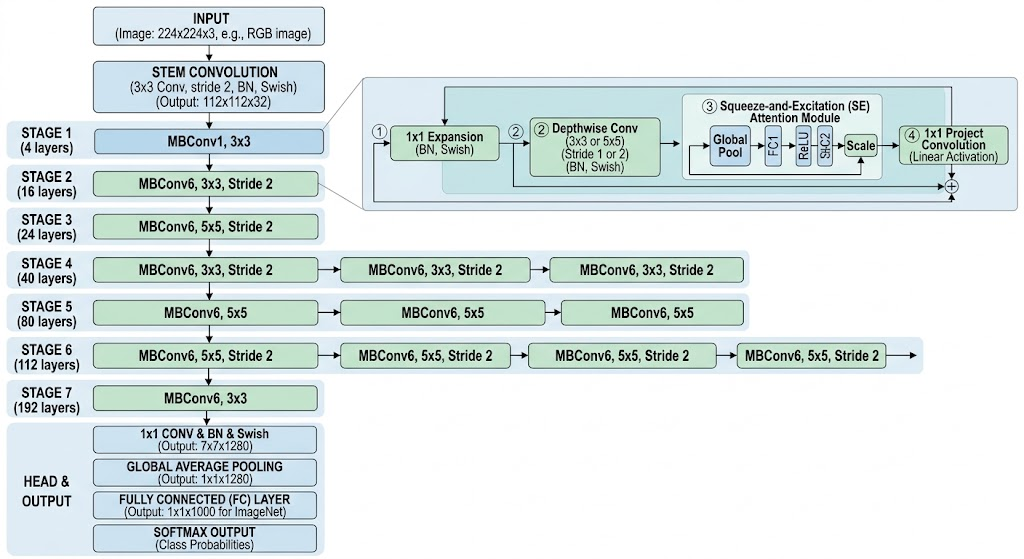 INPUT
(Image: 224x224x3, e.g., RGB image)
STEM CONVOLUTION
(3x3 Conv, stride 2, BN, Swish)
(Output: 112x112x32)
STAGE 1
(4 layers)
MBConv1, 3x3
STAGE 2
(16 layers)
MBConv6, 3x3, Stride 2
STAGE 3
(24 layers)
MBConv6, 5x5, Stride 2
STAGE 4
(40 layers)
MBConv6, 3x3, Stride 2
MBConv6, 3x3, Stride 2
MBConv6, 3x3, Stride 2
STAGE 5
(80 layers)
MBConv6, 5x5
MBConv6, 5x5
MBConv6, 5x5
STAGE 6
(112 layers)
MBConv6, 5x5, Stride 2
MBConv6, 5x5, Stride 2
MBConv6, 5x5, Stride 2
MBConv6, 5x5, Stride 2
STAGE 7
(192 layers)
MBConv6, 3x3
HEAD &
OUTPUT
1x1 CONV & BN & Swish
(Output: 7x7x1280)
GLOBAL AVERAGE POOLING
(Output: 1x1x1280)
FULLY CONNECTED (FC) LAYER
(Output: 1x1x1000 for ImageNet)
SOFTMAX OUTPUT
(Class Probabilities)
①
1x1 Expansion
(BN, Swish)
②
② Depthwise Conv
(3x3 or 5x5)
(Stride 1 or 2)
(BN, Swish)
③ Squeeze-and-Excitation (SE)
Attention Module
Global
Pool
FC1
ReLU
Scale
④ 1x1 Project
Convolution
(Linear Activation)
+